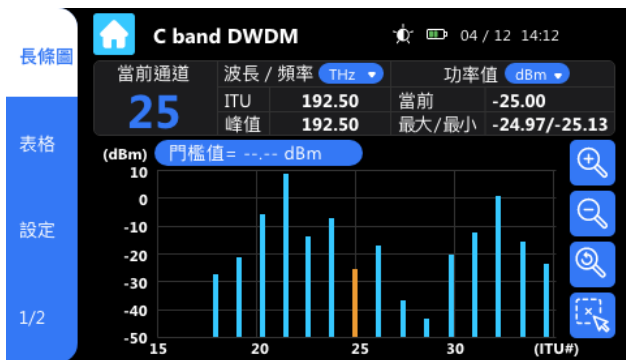 長條圖
表格
設定
1/2
C band DWDM
04 / 12 14:12
當前通道
25
波長 / 頻率 THz
ITU 192.50
峰值 192.50
功率值 dBm
當前 -25.00
最大/最小 -24.97/-25.13
(dBm) 門檻值= --.-- dBm
10
0
-10
-20
-30
-40
-50
15 20 25 30 (ITU#)